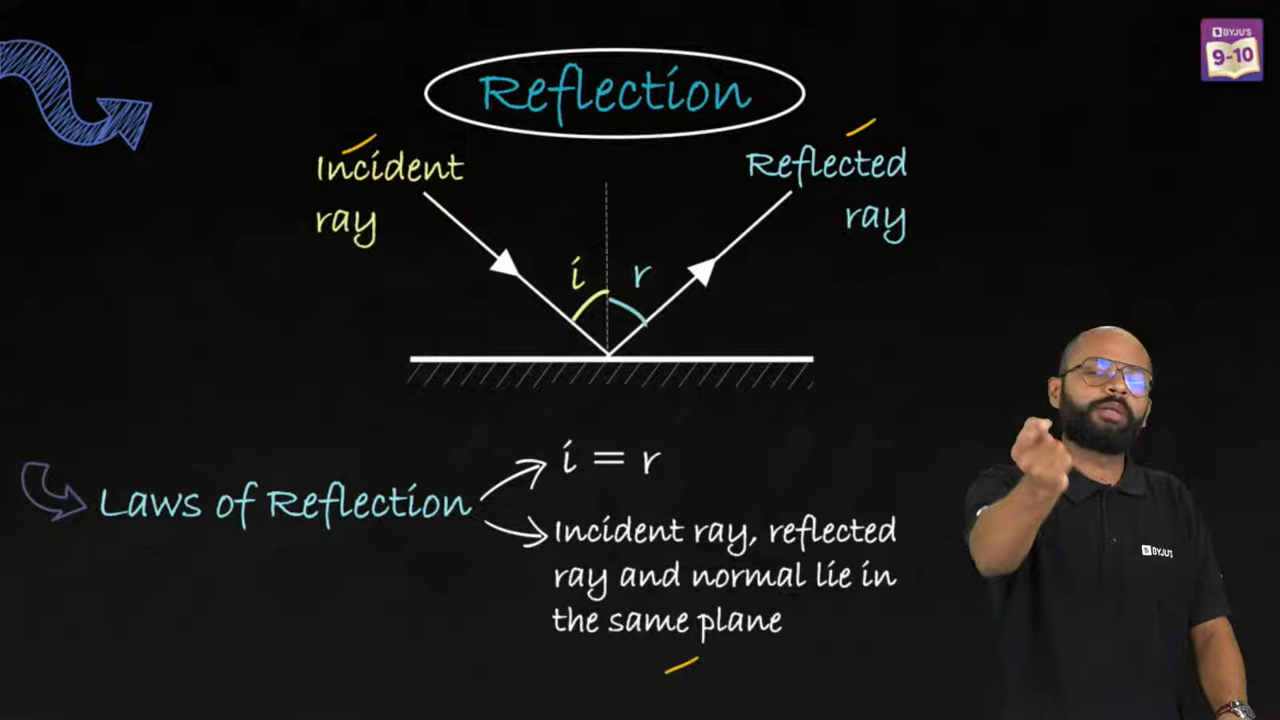 BYJU'S
9-10
Reflection
Incident
ray
Reflected
ray
i
r
Laws of Reflection
i = r
Incident ray, reflected
ray and normal lie in
the same plane
BYJU'S